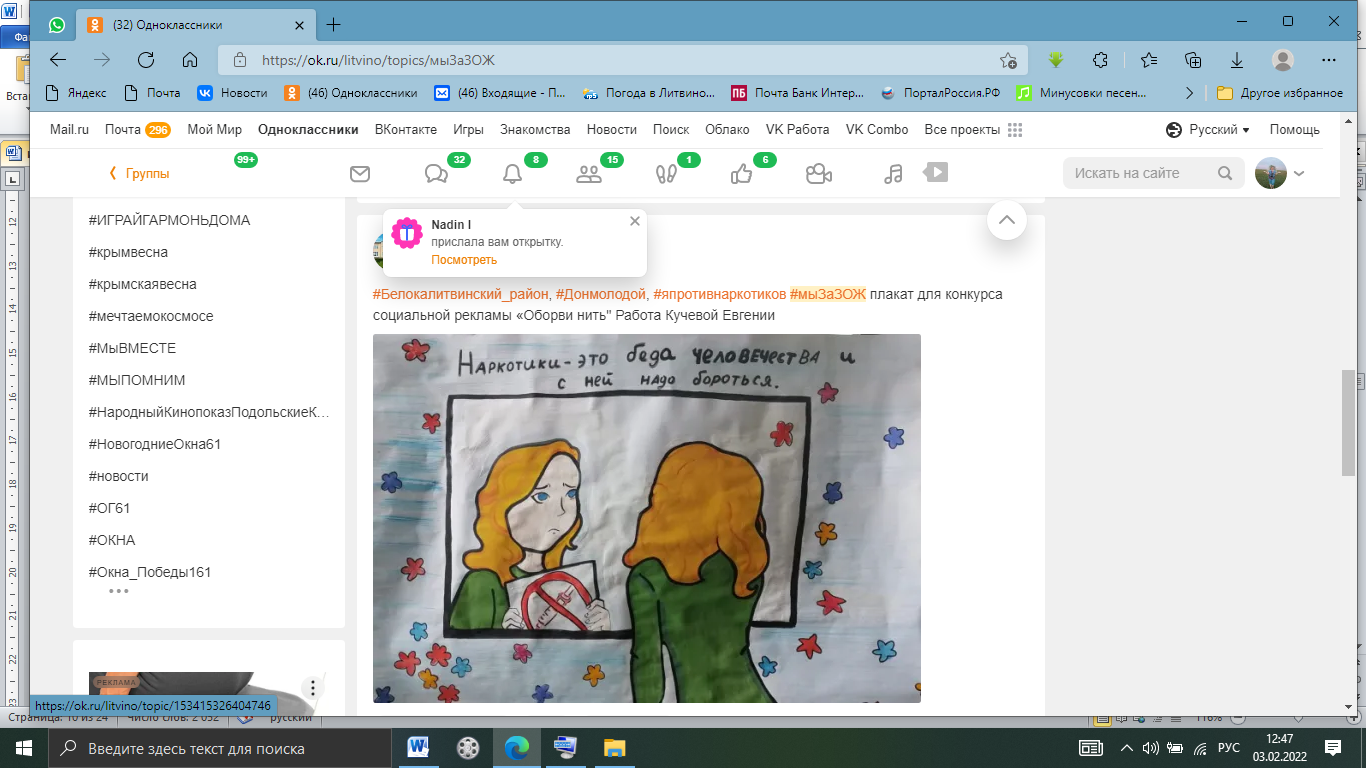 Фа
Встав
(32) Одноклассники
https://ok.ru/litvino/topics/мыЗаЗОЖ
Яндекс
Почта
Новости
(46) Одноклассники
(46) Входящие - П...
Погода в Литвино...
Почта Банк Интер...
ПорталРоссия.РФ
Минусовки песен...
Другое избранное
Mail.ru Почта 296 Мой Мир Одноклассники ВКонтакте Игры Знакомства Новости Поиск Облако VK Работа VK Combo Все проекты Русский Помощь
Группы
99+
32
8
15
1
6
Искать на сайте
#ИГРАЙГАРМОНЬДОМА
#крымвесна
#крымскаявесна
#мечтаемокосмосе
#МыВМЕСТЕ
#МЫПОМНИМ
#НародныйКинопоказПодольскиеК...
#НовогодниеОкна61
#новости
#ОГ61
#ОКНА
#Окна_Победы161
РЕКЛАМА
Nadin I
прислала вам открытку.
Посмотреть
#Белокалитвинский_район, #Донмолодой, #япротивнаркотиков #мыЗаЗОЖ плакат для конкурса
социальной рекламы «Оборви нить" Работа Кучевой Евгении
Наркотики - это беда человечества и
с ней надо бороться.
https://ok.ru/litvino/topic/153415326404746
Страница: 10 из 24 Число слов: 2 032 русский
116%
Введите здесь текст для поиска
РУС
12:47
03.02.2022